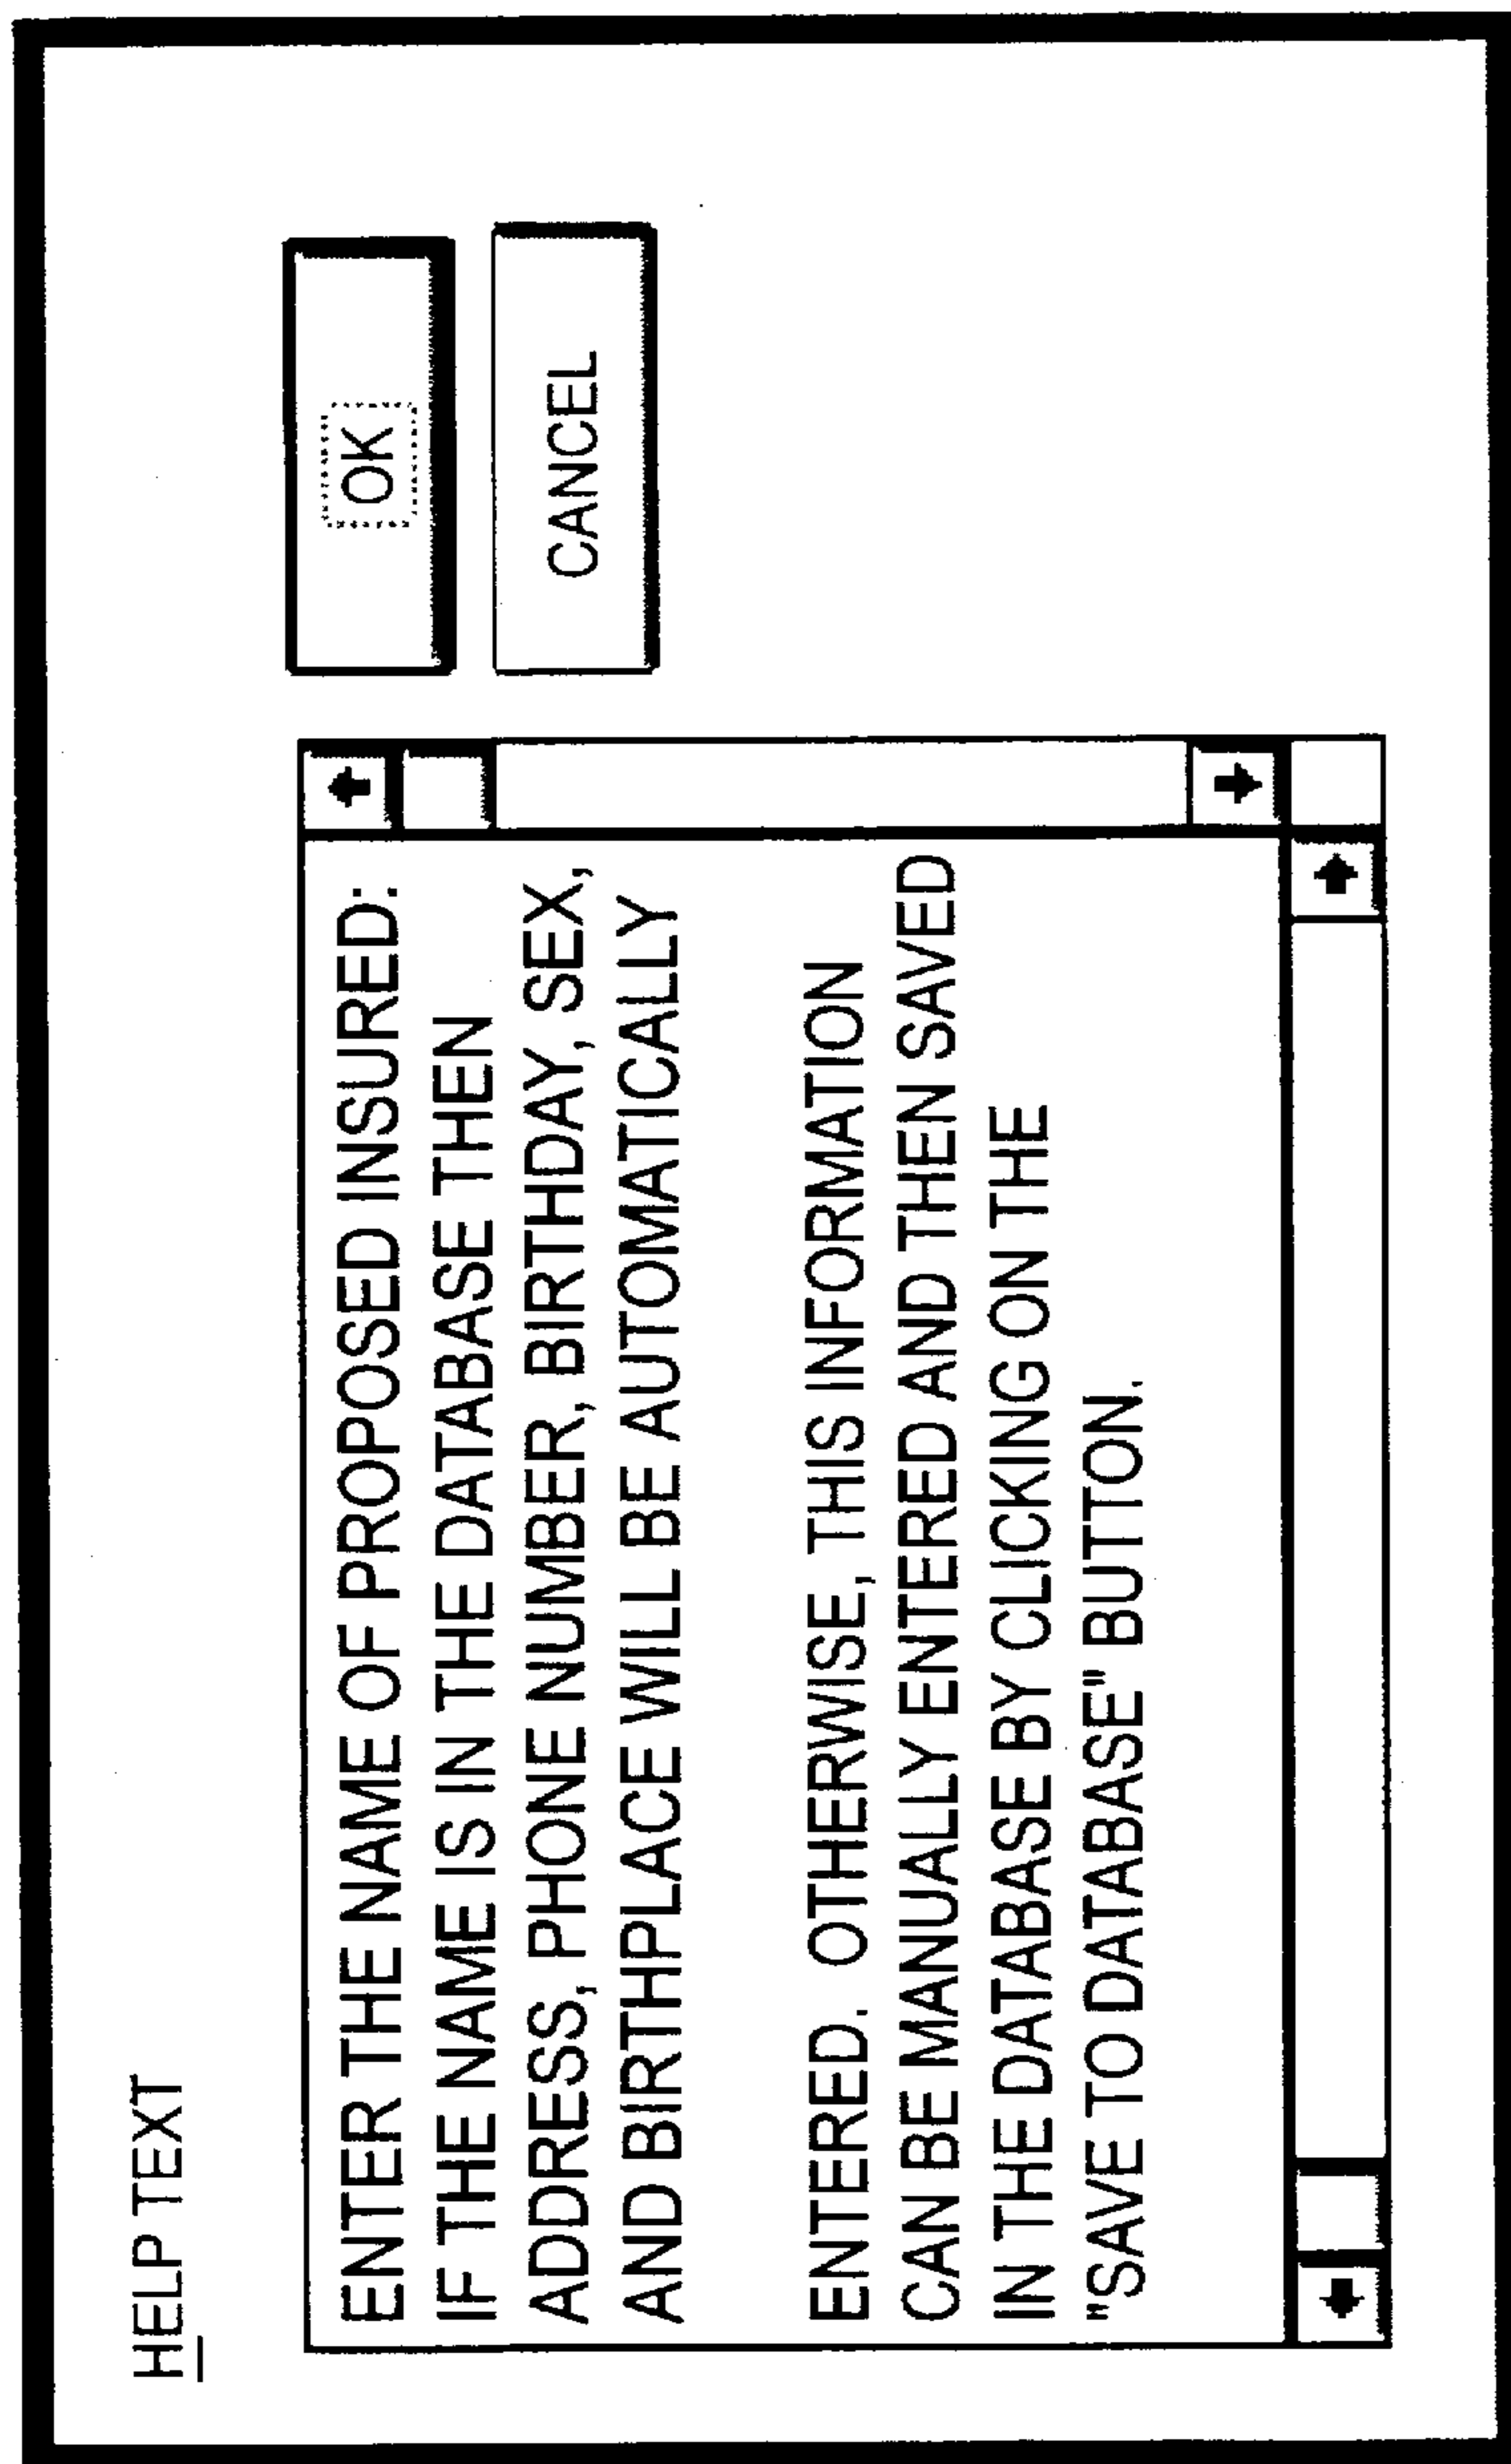 HELP TEXT
ENTER THE NAME OF PROPOSED INSURED:
IF THE NAME IS IN THE DATABASE THEN
ADDRESS, PHONE NUMBER, BIRTHDAY, SEX,
AND BIRTHPLACE WILL BE AUTOMATICALLY
ENTERED. OTHERWISE, THIS INFORMATION
CAN BE MANUALLY ENTERED AND THEN SAVED
IN THE DATABASE BY CLICKING ON THE
"SAVE TO DATABASE" BUTTON.
OK
CANCEL